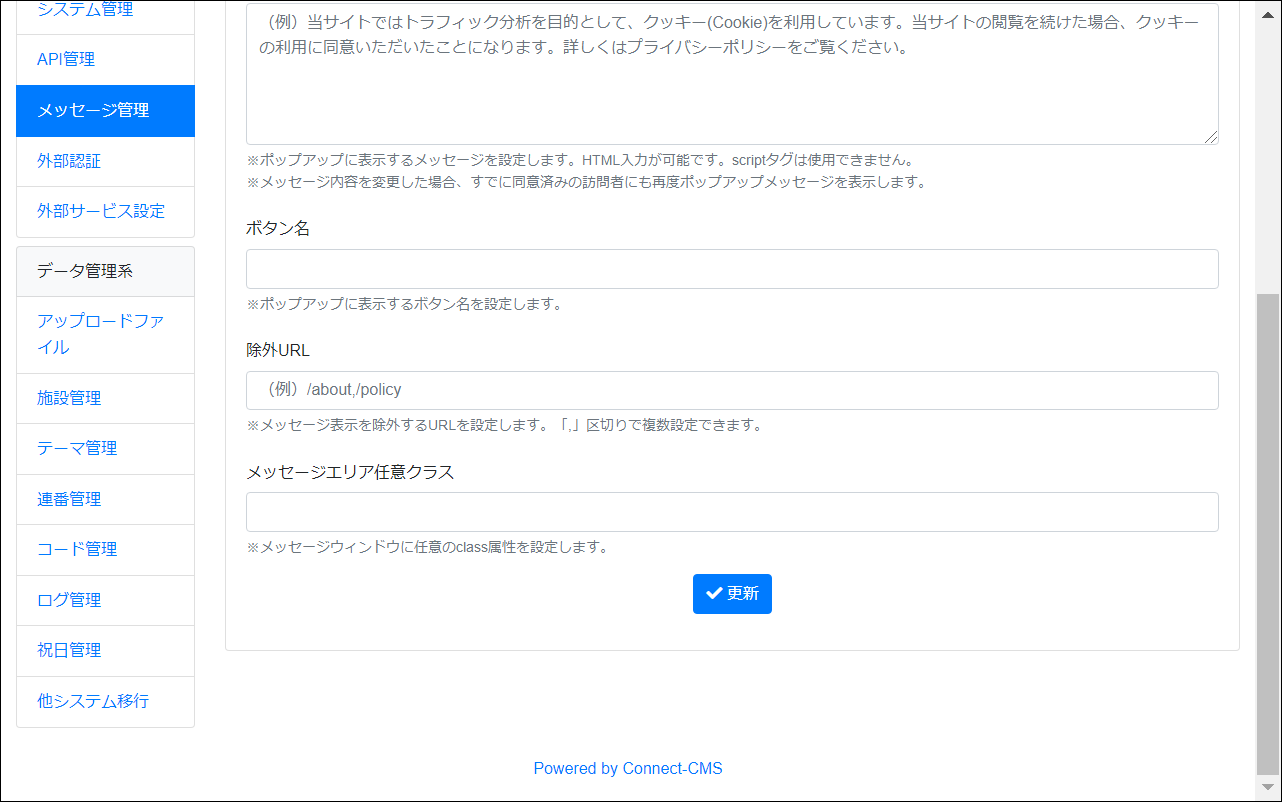 システム管理
API管理
メッセージ管理
外部認証
外部サービス設定
データ管理系
アップロードファ
イル
施設管理
テーマ管理
連番管理
コード管理
ログ管理
祝日管理
他システム移行
（例）当サイトではトラフィック分析を目的として、クッキー(Cookie)を利用しています。当サイトの閲覧を続けた場合、クッキー
の利用に同意いただいたことになります。詳しくはプライバシーポリシーをご覧ください。
※ポップアップに表示するメッセージを設定します。HTML入力が可能です。scriptタグは使用できません。
※メッセージ内容を変更した場合、すでに同意済みの訪問者にも再度ポップアップメッセージを表示します。
ボタン名
※ポップアップに表示するボタン名を設定します。
除外URL
（例）/about,/policy
※メッセージ表示を除外するURLを設定します。「,」区切りで複数設定できます。
メッセージエリア任意クラス
※メッセージウィンドウに任意のclass属性を設定します。
更新
Powered by Connect-CMS